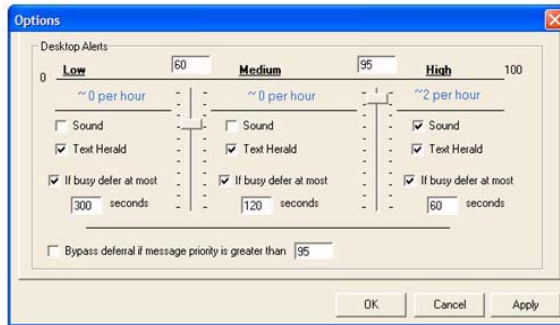 Options
Desktop Alerts
60 95
0 Low Medium High 100
~ 0 per hour ~ 0 per hour ~2 per hour
Sound Sound Sound
Text Herald Text Herald Text Herald
If busy defer at most If busy defer at most If busy defer at most
300 seconds 120 seconds 60 seconds
Bypass deferral if message priority is greater than 95
OK Cancel Apply